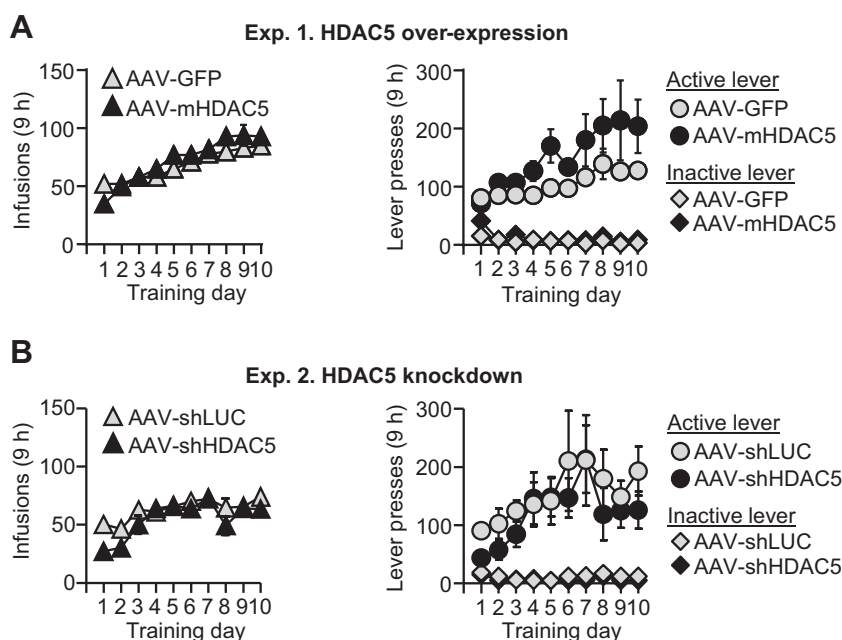 A
Exp. 1. HDAC5 over-expression
150
100
50
0
Infusions (9 h)
AAV-GFP
AAV-mHDAC5
1 2 3 4 5 6 7 8 9 10
Training day
300
200
100
0
Lever presses (9 h)
1 2 3 4 5 6 7 8 9 10
Training day
Active lever
AAV-GFP
AAV-mHDAC5
Inactive lever
AAV-GFP
AAV-mHDAC5
B
Exp. 2. HDAC5 knockdown
150
100
50
0
Infusions (9 h)
AAV-shLUC
AAV-shHDAC5
1 2 3 4 5 6 7 8 9 10
Training day
300
200
100
0
Lever presses (9 h)
1 2 3 4 5 6 7 8 9 10
Training day
Active lever
AAV-shLUC
AAV-shHDAC5
Inactive lever
AAV-shLUC
AAV-shHDAC5